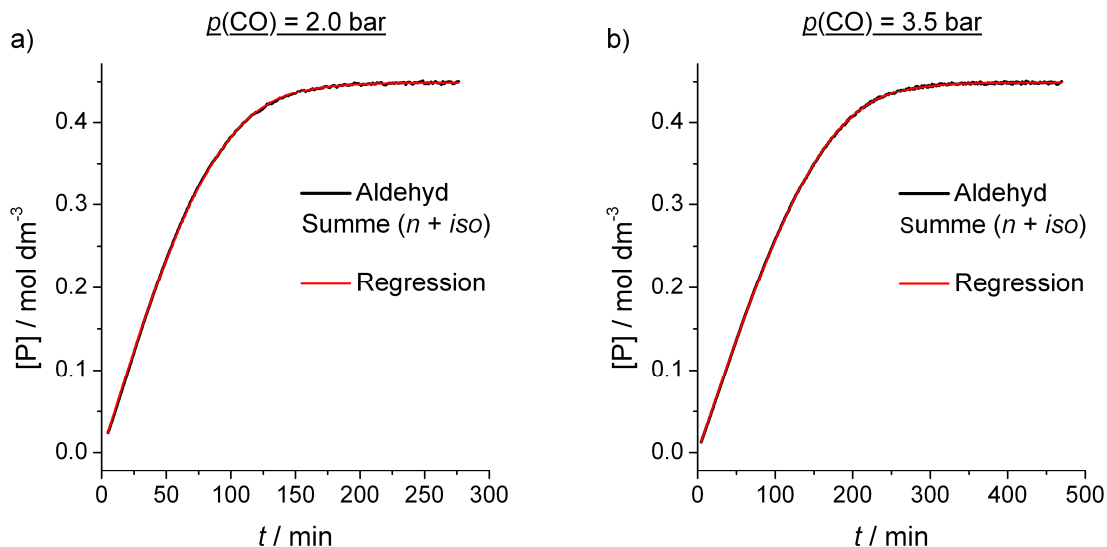 a)
p(CO) = 2.0 bar
[P] / mol dm⁻³
0.4
0.3
0.2
0.1
0.0
0
50
100
150
200
250
300
t / min
Aldehyd
Summe (n + iso)
Regression
b)
p(CO) = 3.5 bar
[P] / mol dm⁻³
0.4
0.3
0.2
0.1
0.0
0
100
200
300
400
500
t / min
Aldehyd
Summe (n + iso)
Regression